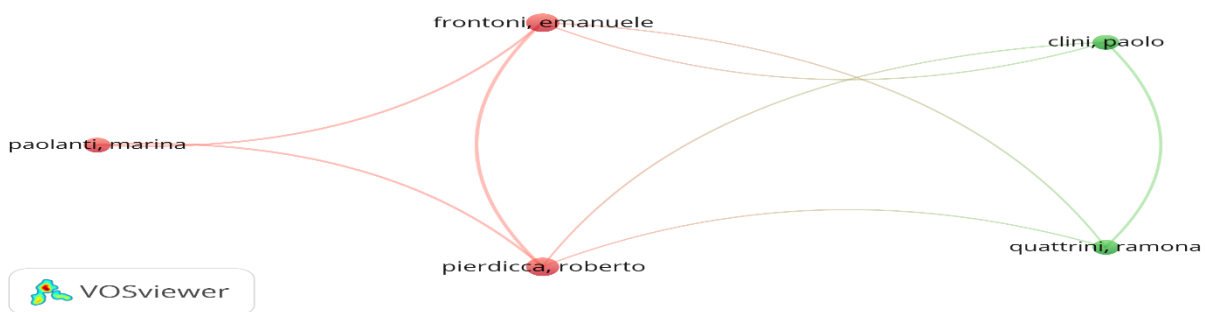 frontoni, emanuele
clini, paolo
paolanti, marina
quattrini, ramona
pierdicca, roberto
VOSviewer